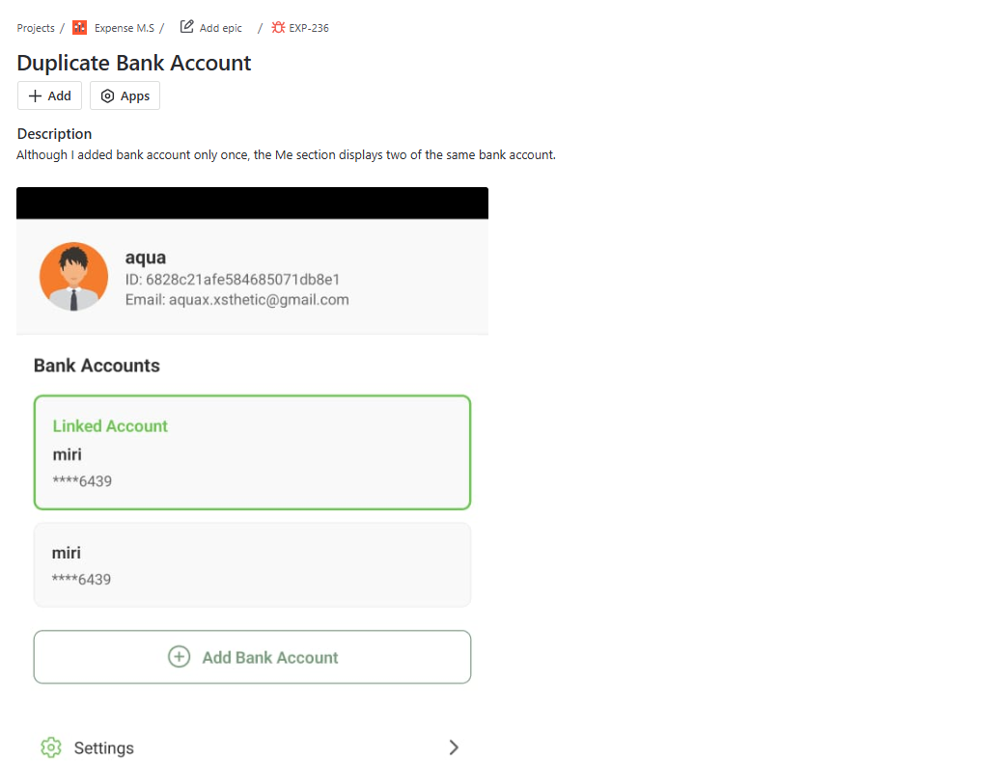 Projects / Expense M.S / Add epic / EXP-236
Duplicate Bank Account
Add Apps
Description
Although I added bank account only once, the Me section displays two of the same bank account.
aqua
ID: 6828c21afe584685071db8e1
Email: aquax.xsthetic@gmail.com
Bank Accounts
Linked Account
miri
****6439
miri
****6439
Add Bank Account
Settings